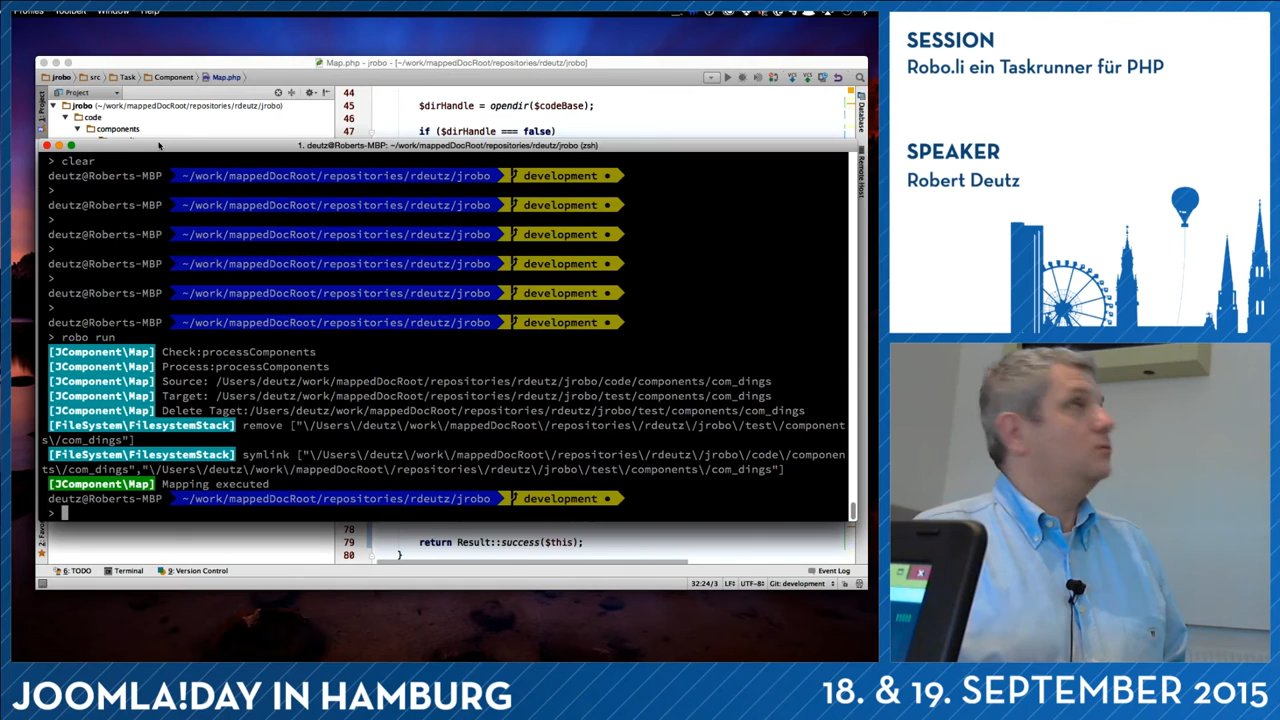 Profiles Toolbelt Window Help
Map.php - jrobo - [~/work/mappedDocRoot/repositories/rdeutz/jrobo]
jrobo src Task Component Map.php
Project
jrobo (~/work/mappedDocRoot/repositories/rdeutz/jrobo)
code
components
1: Project
44
45 $dirHandle = opendir($codeBase);
46
47 if ($dirHandle === false)
Database
Remote Host
1. deutz@Roberts-MBP: ~/work/mappedDocRoot/repositories/rdeutz/jrobo (zsh)
> clear
deutz@Roberts-MBP ~/work/mappedDocRoot/repositories/rdeutz/jrobo development ●
>
deutz@Roberts-MBP ~/work/mappedDocRoot/repositories/rdeutz/jrobo development ●
>
deutz@Roberts-MBP ~/work/mappedDocRoot/repositories/rdeutz/jrobo development ●
>
deutz@Roberts-MBP ~/work/mappedDocRoot/repositories/rdeutz/jrobo development ●
>
deutz@Roberts-MBP ~/work/mappedDocRoot/repositories/rdeutz/jrobo development ●
>
deutz@Roberts-MBP ~/work/mappedDocRoot/repositories/rdeutz/jrobo development ●
> robo run
[JComponent\Map] Check:processComponents
[JComponent\Map] Process:processComponents
[JComponent\Map] Source: /Users/deutz/work/mappedDocRoot/repositories/rdeutz/jrobo/code/components/com_dings
[JComponent\Map] Target: /Users/deutz/work/mappedDocRoot/repositories/rdeutz/jrobo/test/components/com_dings
[JComponent\Map] Delete Taget:/Users/deutz/work/mappedDocRoot/repositories/rdeutz/jrobo/test/components/com_dings
[FileSystem\FilesystemStack] remove ["\/Users\/deutz\/work\/mappedDocRoot\/repositories\/rdeutz\/jrobo\/test\/component
s\/com_dings"]
[FileSystem\FilesystemStack] symlink ["\/Users\/deutz\/work\/mappedDocRoot\/repositories\/rdeutz\/jrobo\/code\/componen
ts\/com_dings","\/Users\/deutz\/work\/mappedDocRoot\/repositories\/rdeutz\/jrobo\/test\/components\/com_dings"]
[JComponent\Map] Mapping executed
deutz@Roberts-MBP ~/work/mappedDocRoot/repositories/rdeutz/jrobo development ●
>
78
79 return Result::success($this);
80 }
2: Favo
6: TODO Terminal 9: Version Control Event Log
32:24/3 LF÷ UTF-8÷ Git: development
SESSION
Robo.li ein Taskrunner für PHP
SPEAKER
Robert Deutz
JOOMLA!DAY IN HAMBURG
18. & 19. SEPTEMBER 2015